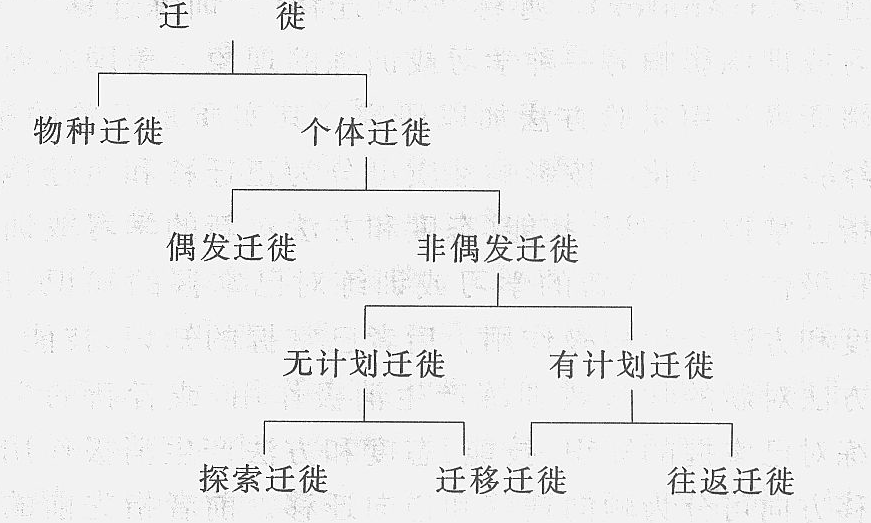 迁 徙
物种迁徙 个体迁徙
偶发迁徙 非偶发迁徙
无计划迁徙 有计划迁徙
探索迁徙 迁移迁徙 往返迁徙